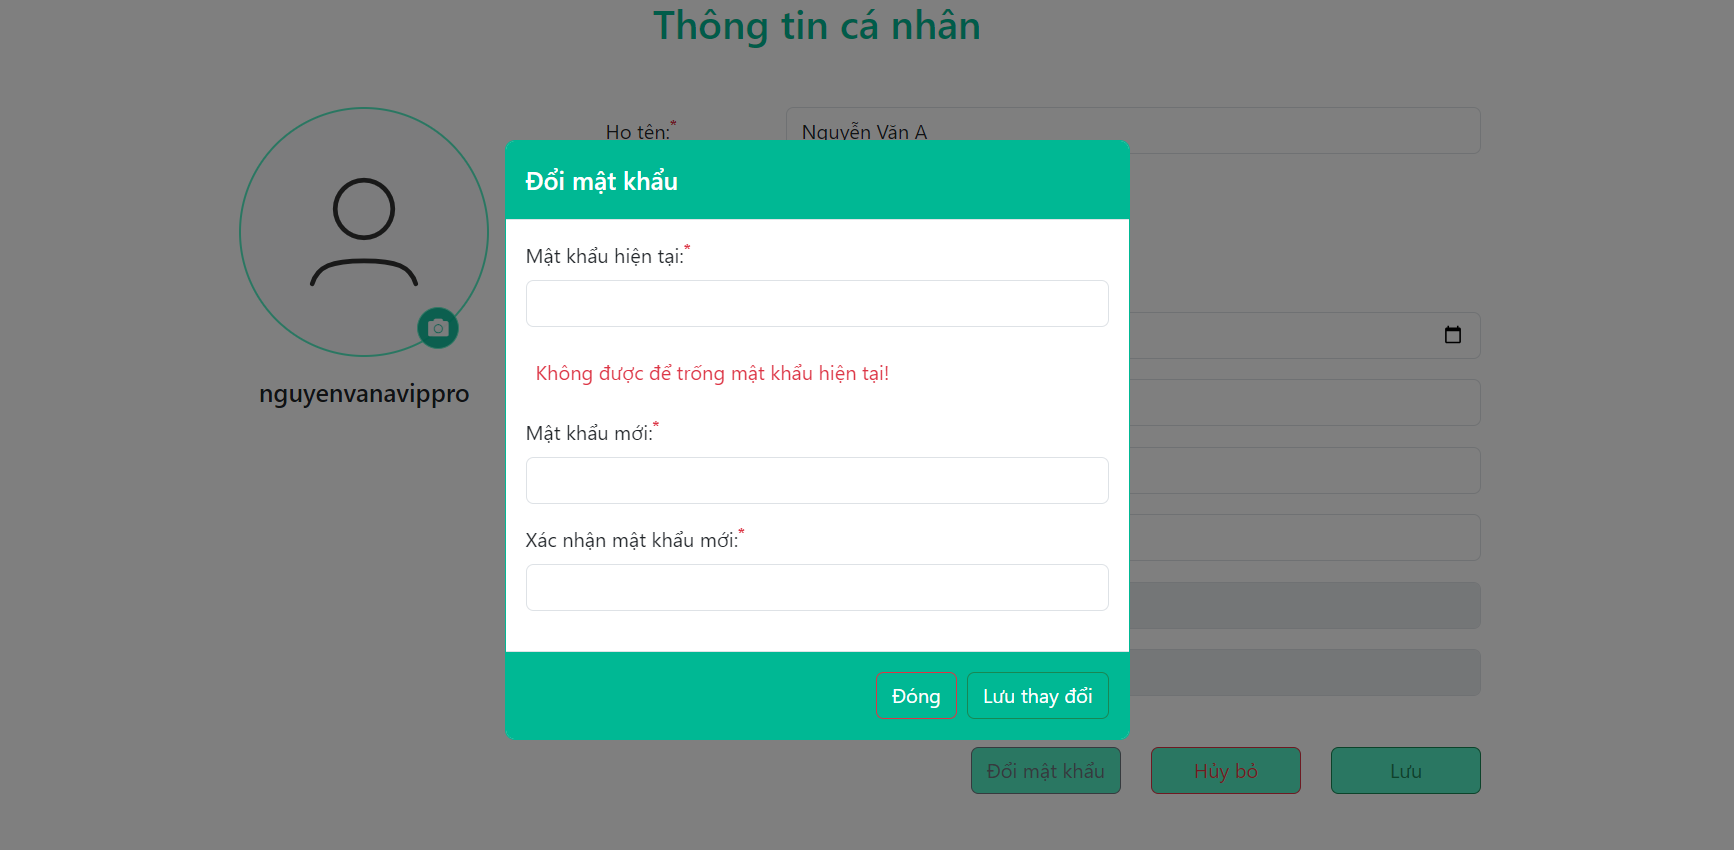 Thông tin cá nhân
Họ tên:*
Nguyễn Văn A
Đổi mật khẩu
Mật khẩu hiện tại:*
Không được để trống mật khẩu hiện tại!
nguyenvanavippro
Mật khẩu mới:*
Xác nhận mật khẩu mới:*
Đóng
Lưu thay đổi
Đổi mật khẩu
Hủy bỏ
Lưu